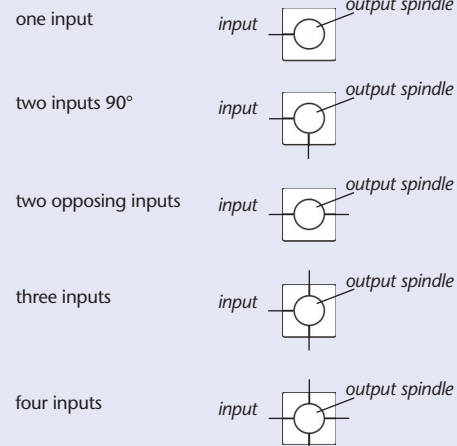 one input
input
output spindle
two inputs 90°
input
output spindle
two opposing inputs
input
output spindle
three inputs
input
output spindle
four inputs
input
output spindle